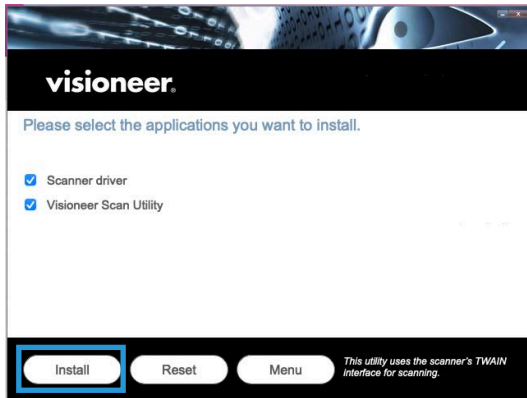 visioneer®
Please select the applications you want to install.
Scanner driver
Visioneer Scan Utility
Install
Reset
Menu
This utility uses the scanner's TWAIN
interface for scanning.